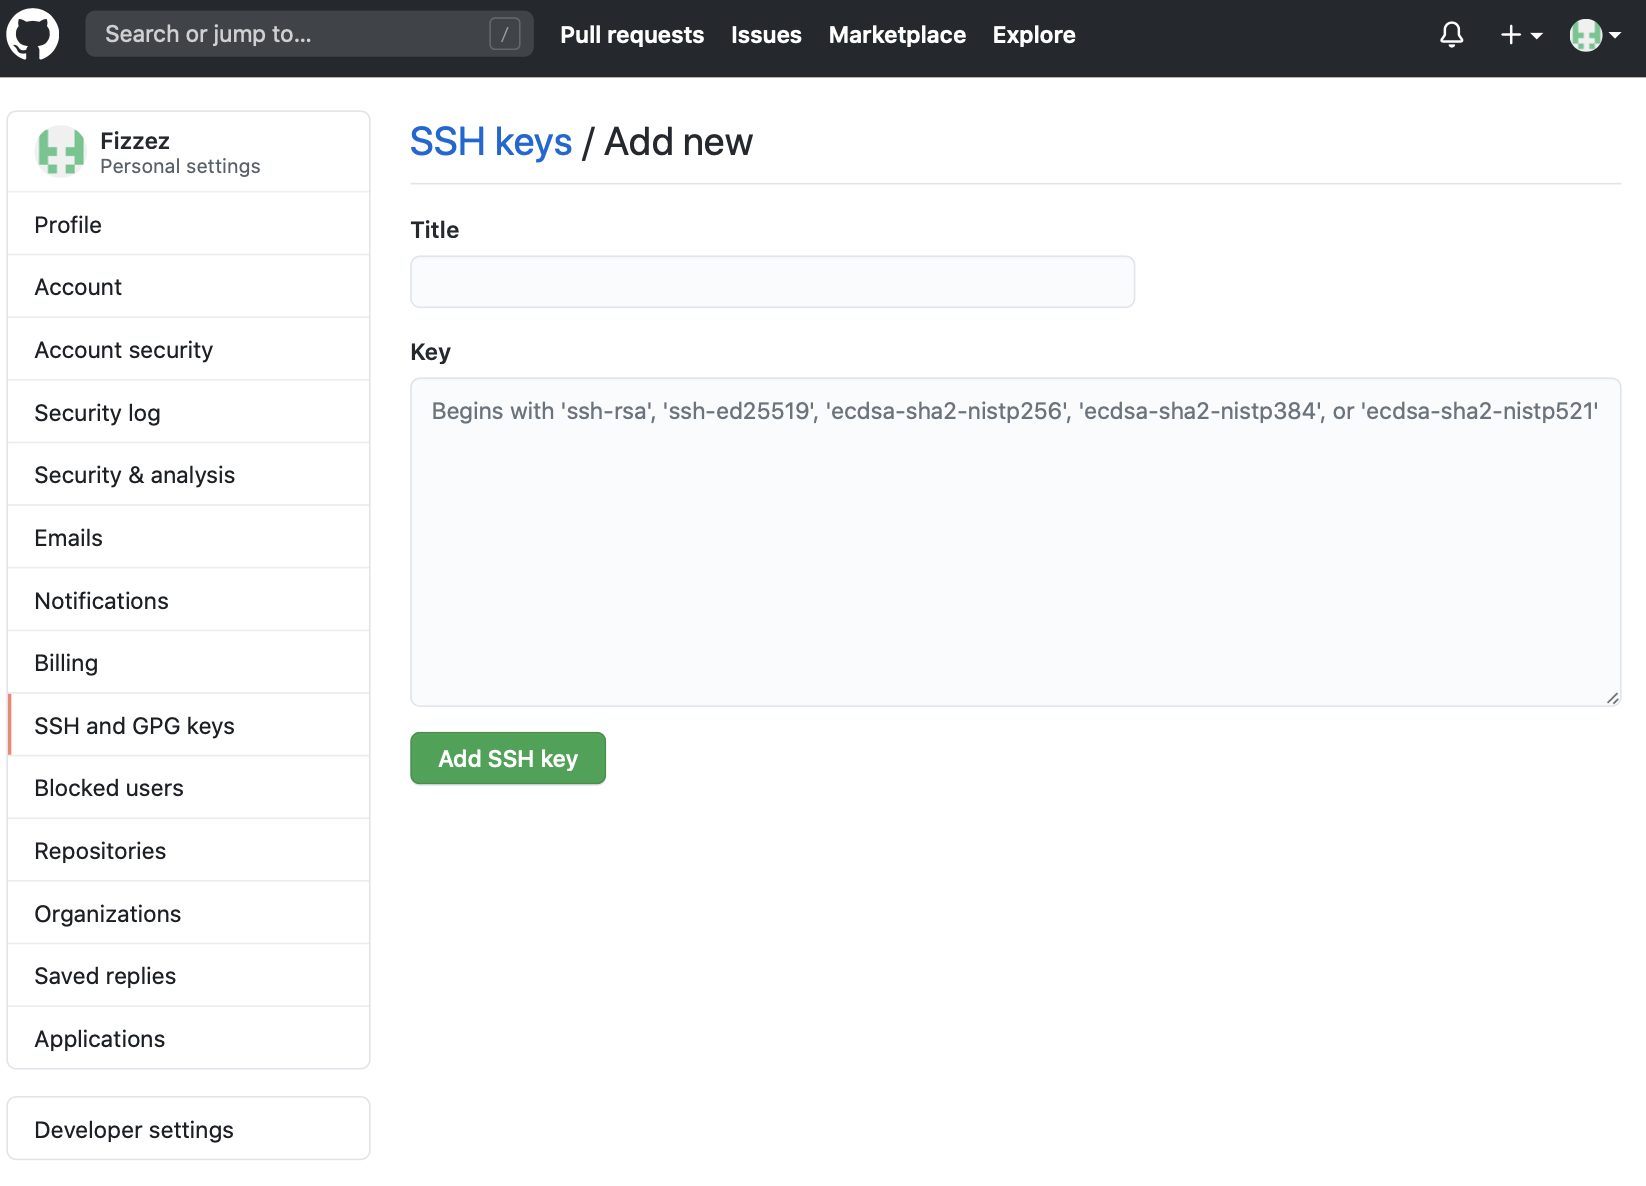 Search or jump to... /
Pull requests Issues Marketplace Explore
Fizzez
Personal settings
Profile
Account
Account security
Security log
Security & analysis
Emails
Notifications
Billing
SSH and GPG keys
Blocked users
Repositories
Organizations
Saved replies
Applications
Developer settings
SSH keys / Add new
Title
Key
Begins with 'ssh-rsa', 'ssh-ed25519', 'ecdsa-sha2-nistp256', 'ecdsa-sha2-nistp384', or 'ecdsa-sha2-nistp521'
Add SSH key